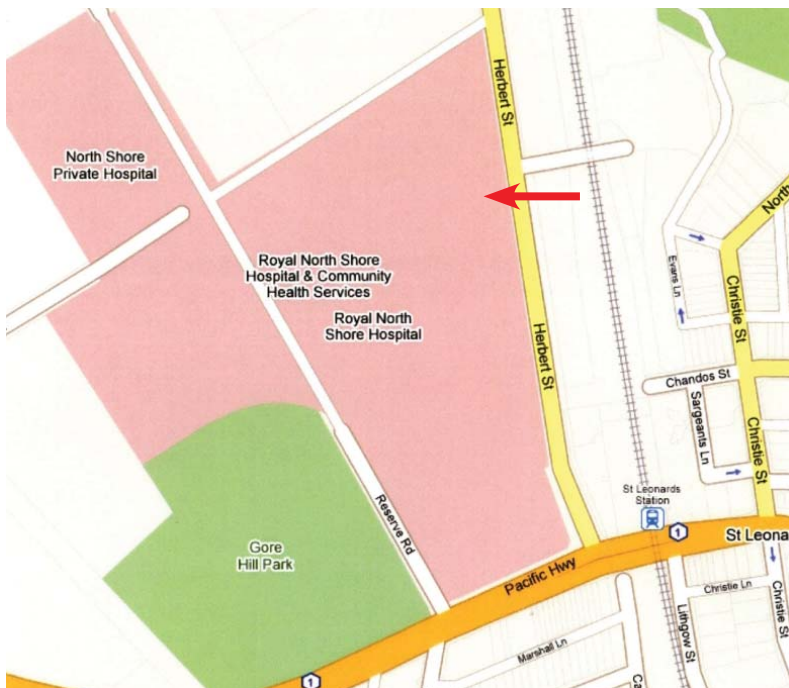 Herbert St
North Shore
Private Hospital
North
Royal North Shore
Hospital & Community
Health Services
Evans Ln
Christie St
Royal North
Shore Hospital
Herbert St
Chandos St
Sargeants Ln
Christie St
St Leonards
Station
Reserve Rd
1
St Leona
Gore
Hill Park
Pacific Hwy
Christie Ln
Christie St
Lithgow St
Marshall Ln
Ca
1